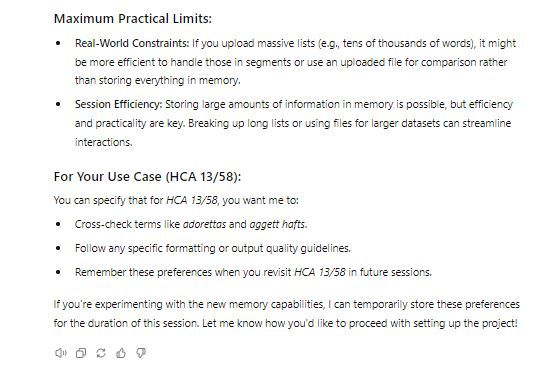 Maximum Practical Limits:
Real-World Constraints: If you upload massive lists (e.g., tens of thousands of words), it might
be more efficient to handle those in segments or use an uploaded file for comparison rather
than storing everything in memory.
Session Efficiency: Storing large amounts of information in memory is possible, but efficiency
and practicality are key. Breaking up long lists or using files for larger datasets can streamline
interactions.
For Your Use Case (HCA 13/58):
You can specify that for HCA 13/58, you want me to:
Cross-check terms like adorettas and aggett hafts.
Follow any specific formatting or output quality guidelines.
Remember these preferences when you revisit HCA 13/58 in future sessions.
If you're experimenting with the new memory capabilities, I can temporarily store these preferences
for the duration of this session. Let me know how you'd like to proceed with setting up the project!